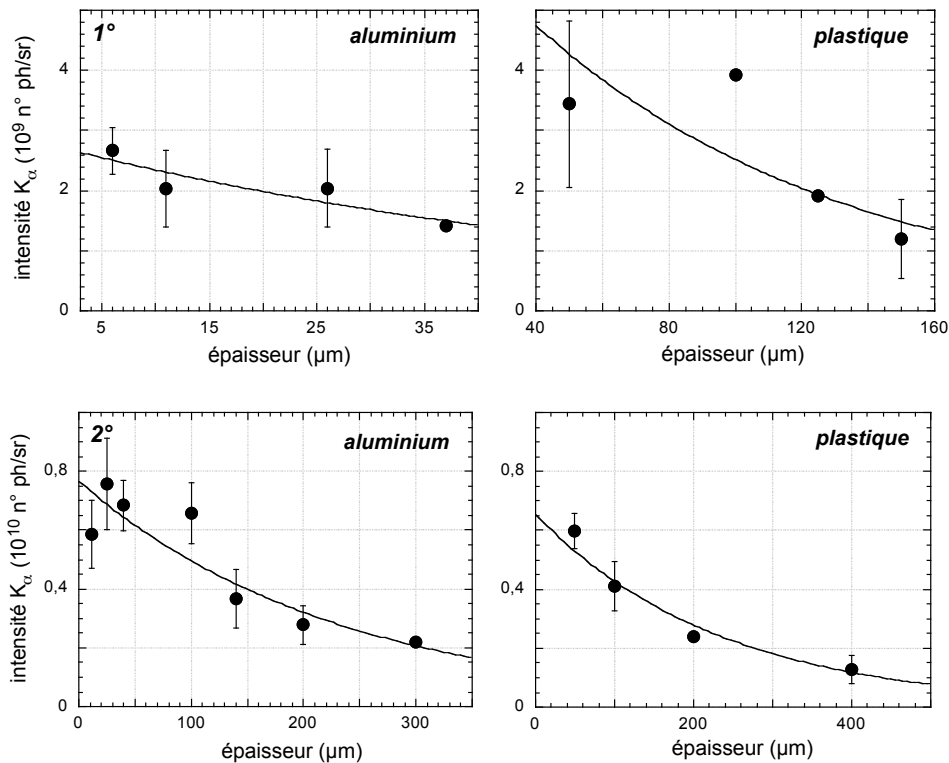 1°
aluminium
intensité Kα (10⁹ n° ph/sr)
4
2
0
5
15
25
35
épaisseur (µm)
plastique
4
2
0
40
80
120
160
épaisseur (µm)
2°
aluminium
intensité Kα (10¹⁰ n° ph/sr)
0,8
0,4
0
0
100
200
300
épaisseur (µm)
plastique
0,8
0,4
0
0
200
400
épaisseur (µm)